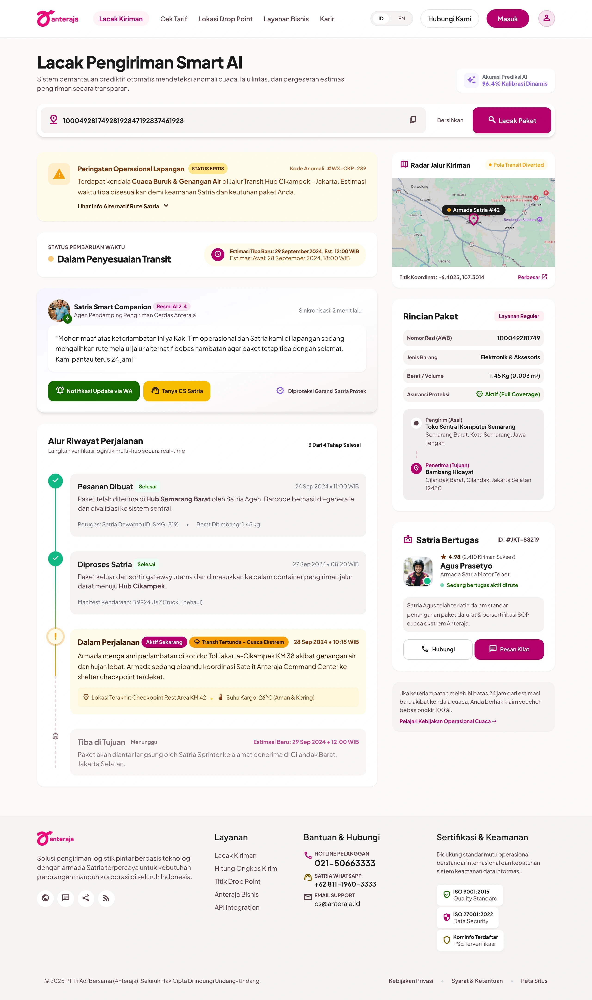 anteraja
Lacak Kiriman
Cek Tarif
Lokasi Drop Point
Layanan Bisnis
Karir
ID
EN
Hubungi Kami
Masuk
Lacak Pengiriman Smart AI
Sistem pemantauan prediktif otomatis mendeteksi anomali cuaca, lalu lintas, dan pergeseran estimasi
pengiriman secara transparan.
Akurasi Prediksi AI
96.4% Kalibrasi Dinamis
10004928174928192847192837461928
Bersihkan
Lacak Paket
Peringatan Operasional Lapangan
STATUS KRITIS
Kode Anomali: #WX-CKP-289
Terdapat kendala Cuaca Buruk & Genangan Air di Jalur Transit Hub Cikampek - Jakarta. Estimasi
waktu tiba disesuaikan demi keamanan Satria dan keutuhan paket Anda.
Lihat Info Alternatif Rute Satria
STATUS PEMBARUAN WAKTU
Dalam Penyesuaian Transit
Estimasi Tiba Baru: 29 September 2024, Est. 12:00 WIB
Estimasi Awal: 28 September 2024, 18:00 WIB
Satria Smart Companion
Resmi AI 2.4
Agen Pendamping Pengiriman Cerdas Anteraja
Sinkronisasi: 2 menit lalu
“Mohon maaf atas keterlambatan ini ya Kak. Tim operasional dan Satria kami di lapangan sedang
mengalihkan rute melalui jalur alternatif bebas hambatan agar paket tetap tiba dengan selamat.
Kami pantau terus 24 jam!”
Notifikasi Update via WA
Tanya CS Satria
Diproteksi Garansi Satria Protek
Alur Riwayat Perjalanan
Langkah verifikasi logistik multi-hub secara real-time
3 Dari 4 Tahap Selesai
Pesanan Dibuat
Selesai
26 Sep 2024 • 11:00 WIB
Paket telah diterima di Hub Semarang Barat oleh Satria Agen. Barcode berhasil di-generate
dan divalidasi ke sistem sentral.
Petugas: Satria Dewanto (ID: SMG-819) • Berat Ditimbang: 1.45 kg
Diproses Satria
Selesai
27 Sep 2024 • 08:20 WIB
Paket keluar dari sortir gateway utama dan dimasukkan ke dalam container pengiriman jalur
darat menuju Hub Cikampek.
Manifest Kendaraan: B 9924 UXZ (Truck Linehaul)
Dalam Perjalanan
Aktif Sekarang
Transit Tertunda - Cuaca Ekstrem
28 Sep 2024 • 10:15 WIB
Armada mengalami perlambatan di koridor Tol Jakarta-Cikampek KM 38 akibat genangan air
dan hujan lebat. Armada sedang dipandu koordinasi Satelit Anteraja Command Center ke
shelter checkpoint terdekat.
Lokasi Terakhir: Checkpoint Rest Area KM 42 • Suhu Kargo: 26°C (Aman & Kering)
Tiba di Tujuan
Menunggu
Estimasi Baru: 29 Sep 2024 • 12:00 WIB
Paket akan diantar langsung oleh Satria Sprinter ke alamat penerima di Cilandak Barat,
Jakarta Selatan.
Radar Jalur Kiriman
Pola Transit Diverted
Derwolong
KOSAMBI
KP. KAWAO
Rumah Sakit Umum
Daerah Jatisari Karawang
KP. KAUMTUA
Armada Satria #42
WARINGIN
Bendungan Situdam
Wadja
CIPULE
Klinik
Bedeng
Titik Koordinat: -6.4025, 107.3014
Perbesar
Rincian Paket
Layanan Reguler
Nomor Resi (AWB)
100049281749
Jenis Barang
Elektronik & Aksesoris
Berat / Volume
1.45 Kg (0.003 m³)
Asuransi Proteksi
Aktif (Full Coverage)
Pengirim (Asal)
Toko Sentral Komputer Semarang
Semarang Barat, Kota Semarang, Jawa
Tengah
Penerima (Tujuan)
Bambang Hidayat
Cilandak Barat, Cilandak, Jakarta Selatan
12430
Satria Bertugas
ID: #JKT-88219
4.98 (2,410 Kiriman Sukses)
Agus Prasetyo
Armada Satria Motor Tebet
Sedang bertugas aktif di rute
Satria Agus telah terlatih dalam standar
penanganan paket darurat & bersertifikasi SOP
cuaca ekstrem Anteraja.
Hubungi
Pesan Kilat
Jika keterlambatan melebihi batas 24 jam dari estimasi
baru akibat kendala cuaca, Anda berhak klaim voucher
bebas ongkir 100%.
Pelajari Kebijakan Operasional Cuaca →
anteraja
Solusi pengiriman logistik pintar berbasis teknologi
dengan armada Satria terpercaya untuk kebutuhan
perorangan maupun korporasi di seluruh Indonesia.
Layanan
Lacak Kiriman
Hitung Ongkos Kirim
Titik Drop Point
Anteraja Bisnis
API Integration
Bantuan & Hubungi
HOTLINE PELANGGAN
021-50663333
SATRIA WHATSAPP
+62 811-1960-3333
EMAIL SUPPORT
cs@anteraja.id
Sertifikasi & Keamanan
Didukung standar mutu operasional
berstandar internasional dan kepatuhan
sistem keamanan data informasi.
ISO 9001:2015
Quality Standard
ISO 27001:2022
Data Security
Kominfo Terdaftar
PSE Terverifikasi
© 2025 PT Tri Adi Bersama (Anteraja). Seluruh Hak Cipta Dilindungi Undang-Undang.
Kebijakan Privasi • Syarat & Ketentuan • Peta Situs